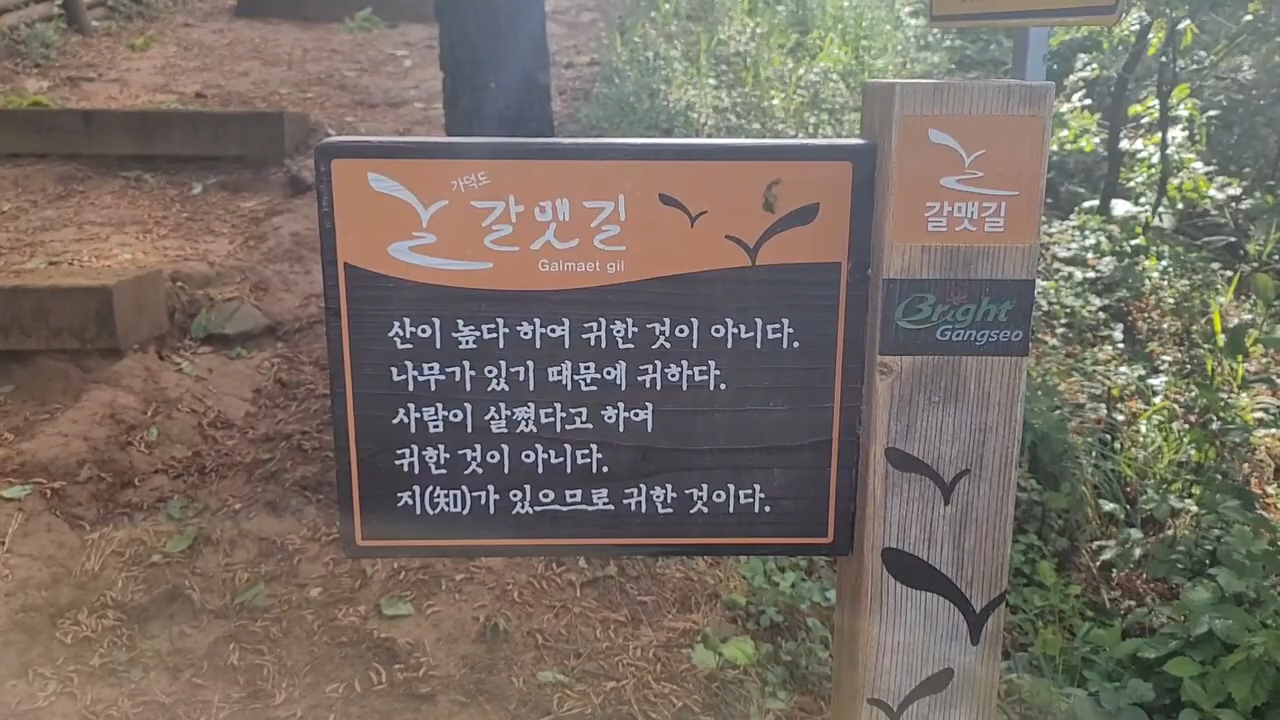 가덕도
갈맷길
Galmaet gil
산이 높다 하여 귀한 것이 아니다.
나무가 있기 때문에 귀하다.
사람이 살쪘다고 하여
귀한 것이 아니다.
지(知)가 있으므로 귀한 것이다.
갈맷길
Bright
Gangseo